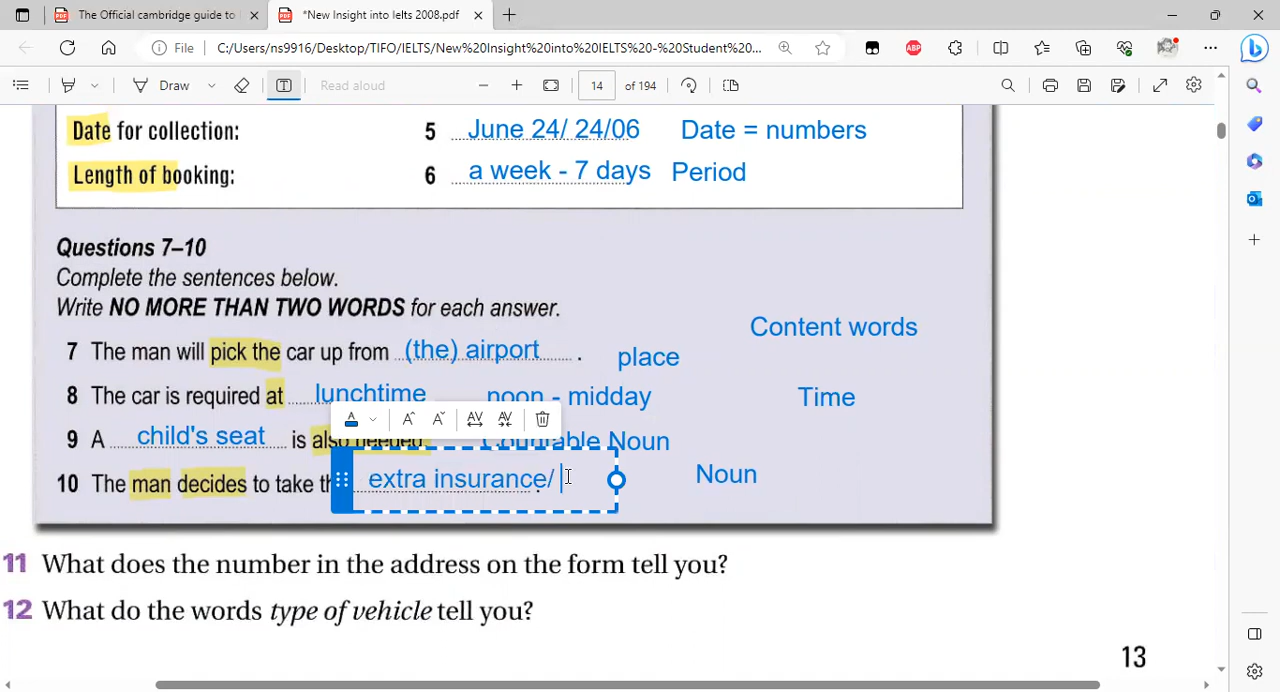 The Official cambridge guide to
*New Insight into Ielts 2008.pdf
File C:/Users/ns9916/Desktop/TIFO/IELTS/New%20Insight%20into%20IELTS%20-%20Student%20...
ABP
Draw
Read aloud
14 of 194
Date for collection: 5 June 24/ 24/06 Date = numbers
Length of booking: 6 a week - 7 days Period
Questions 7–10
Complete the sentences below.
Write NO MORE THAN TWO WORDS for each answer.
Content words
7 The man will pick the car up from (the) airport . place
8 The car is required at lunchtime noon - midday Time
9 A child's seat is also needed. Countable Noun
10 The man decides to take th extra insurance/ . Noun
11 What does the number in the address on the form tell you?
12 What do the words type of vehicle tell you?
13